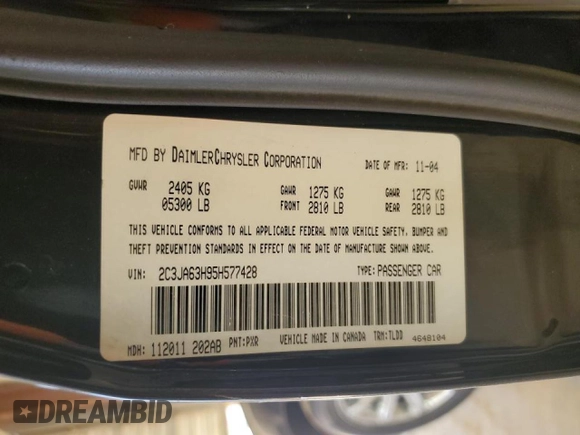 MFD BY DAIMLERCHRYSLER CORPORATION DATE OF MFR: 11-04
GVWR 2405 KG GAWR 1275 KG GAWR 1275 KG
05300 LB FRONT 2810 LB REAR 2810 LB
THIS VEHICLE CONFORMS TO ALL APPLICABLE FEDERAL MOTOR VEHICLE SAFETY, BUMPER AND
THEFT PREVENTION STANDARDS IN EFFECT ON THE DATE OF MANUFACTURE SHOWN ABOVE.
VIN: 2C3JA63H95H577428 TYPE: PASSENGER CAR
MDH: 112011 202AB PNT: PXR VEHICLE MADE IN CANADA TRM: TLDD 4648104
DREAMBID